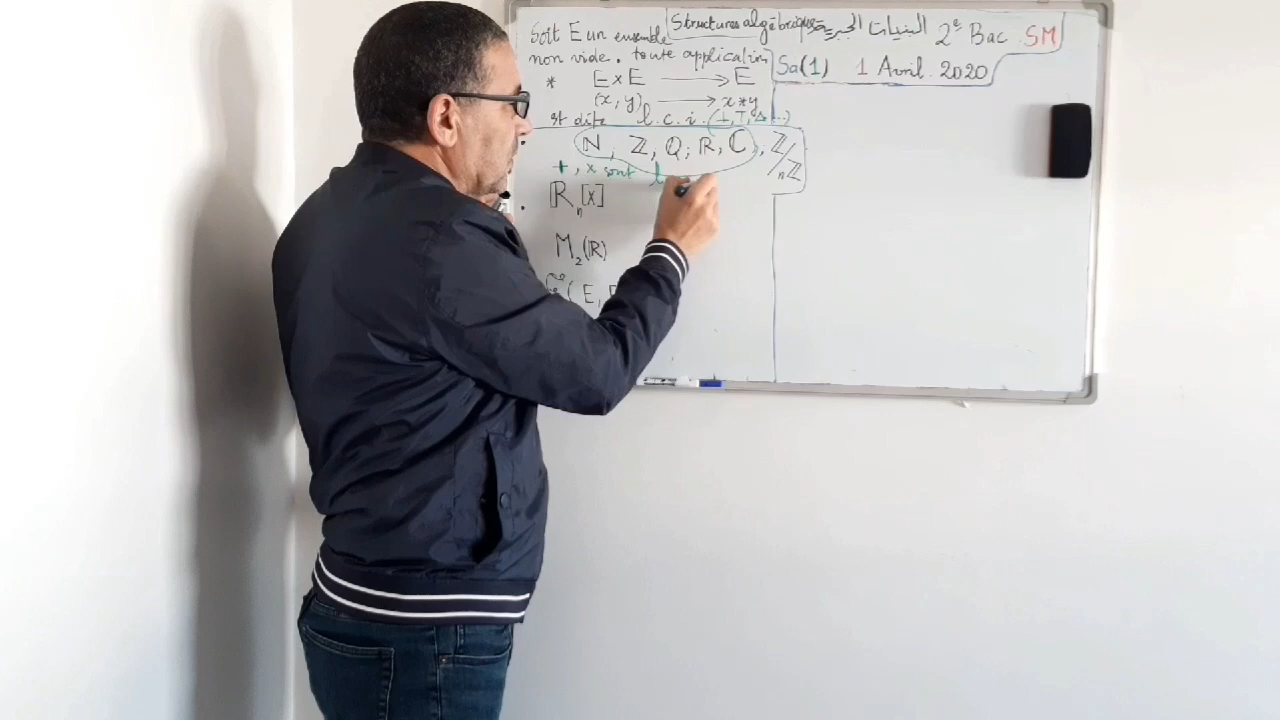 Structures algébriques البنيات الجبرية 2e Bac SM
Sa(1) 1 Avril 2020
Soit E un ensemble
non vide. toute application
* E x E → E
(x, y) → x * y
est dite l.c.i. (⊥, T, Δ, ...)
ℕ, ℤ, ℚ, ℝ, ℂ, ℤ/nℤ
+, x sont l
ℝn[X]
M2(ℝ)
(E,